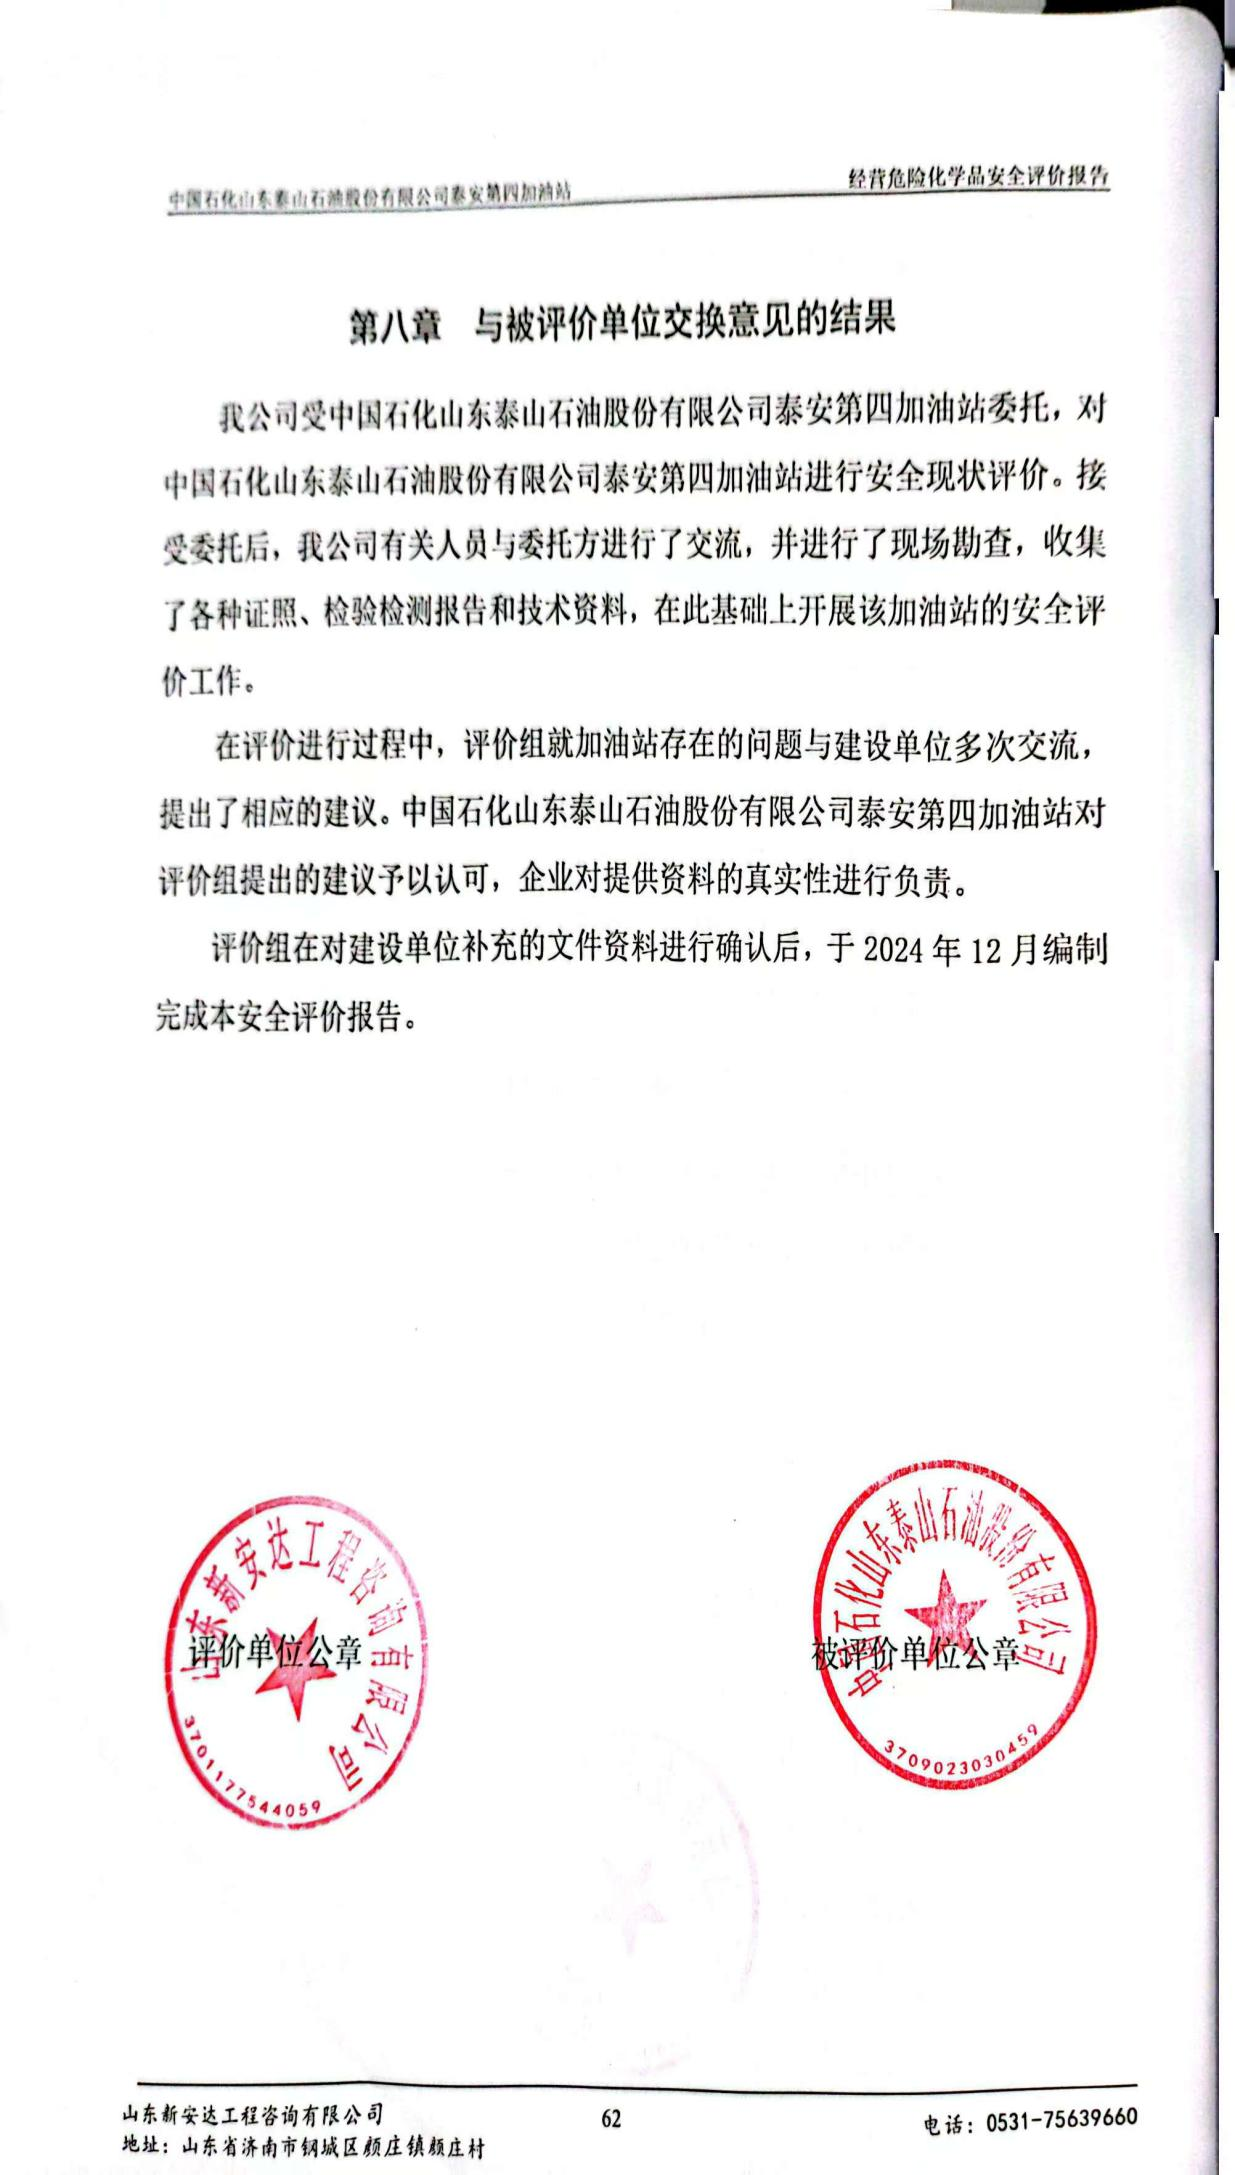 中国石化山东泰山石油股份有限公司泰安第四加油站
经营危险化学品安全评价报告
第八章 与被评价单位交换意见的结果
我公司受中国石化山东泰山石油股份有限公司泰安第四加油站委托，对
中国石化山东泰山石油股份有限公司泰安第四加油站进行安全现状评价。接
受委托后，我公司有关人员与委托方进行了交流，并进行了现场勘查，收集
了各种证照、检验检测报告和技术资料，在此基础上开展该加油站的安全评
价工作。
在评价进行过程中，评价组就加油站存在的问题与建设单位多次交流，
提出了相应的建议。中国石化山东泰山石油股份有限公司泰安第四加油站对
评价组提出的建议予以认可，企业对提供资料的真实性进行负责。
评价组在对建设单位补充的文件资料进行确认后，于 2024 年 12 月编制
完成本安全评价报告。
山东新安达工程咨询有限公司
评价单位公章
3701177544059
中国石化山东泰山石油股份有限公司
被评价单位公章
3709023030459
山东新安达工程咨询有限公司
地址：山东省济南市钢城区颜庄镇颜庄村
62
电话：0531-75639660